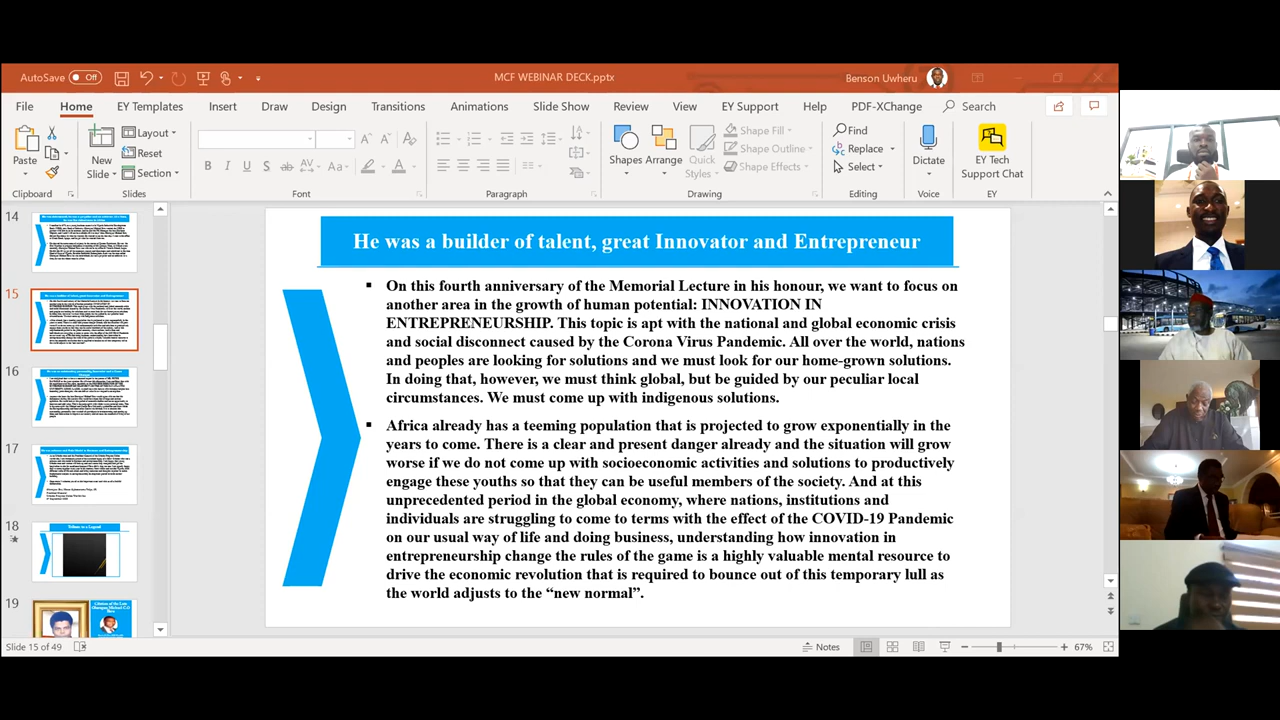 AutoSave Off
MCF WEBINAR DECK.pptx
Benson Uwheru
File Home EY Templates Insert Draw Design Transitions Animations Slide Show Review View EY Support Help PDF-XChange Search
Paste
Clipboard
New Slide
Layout
Reset
Section
Slides
B I U S ab AV Aa A
Font
Paragraph
Shapes
Arrange
Quick Styles
Shape Fill
Shape Outline
Shape Effects
Drawing
Find
Replace
Select
Editing
Dictate
Voice
EY Tech Support Chat
EY
14
15
16
17
18
Tribute to a Legend
19
He was a builder of talent, great Innovator and Entrepreneur
▪ On this fourth anniversary of the Memorial Lecture in his honour, we want to focus on
another area in the growth of human potential: INNOVATION IN
ENTREPRENEURSHIP. This topic is apt with the national and global economic crisis
and social disconnect caused by the Corona Virus Pandemic. All over the world, nations
and peoples are looking for solutions and we must look for our home-grown solutions.
In doing that, however, we must think global, but be guided by our peculiar local
circumstances. We must come up with indigenous solutions.
▪ Africa already has a teeming population that is projected to grow exponentially in the
years to come. There is a clear and present danger already and the situation will grow
worse if we do not come up with socioeconomic activities and solutions to productively
engage these youths so that they can be useful members of the society. And at this
unprecedented period in the global economy, where nations, institutions and
individuals are struggling to come to terms with the effect of the COVID-19 Pandemic
on our usual way of life and doing business, understanding how innovation in
entrepreneurship change the rules of the game is a highly valuable mental resource to
drive the economic revolution that is required to bounce out of this temporary lull as
the world adjusts to the “new normal”.
Slide 15 of 49
Notes
67%